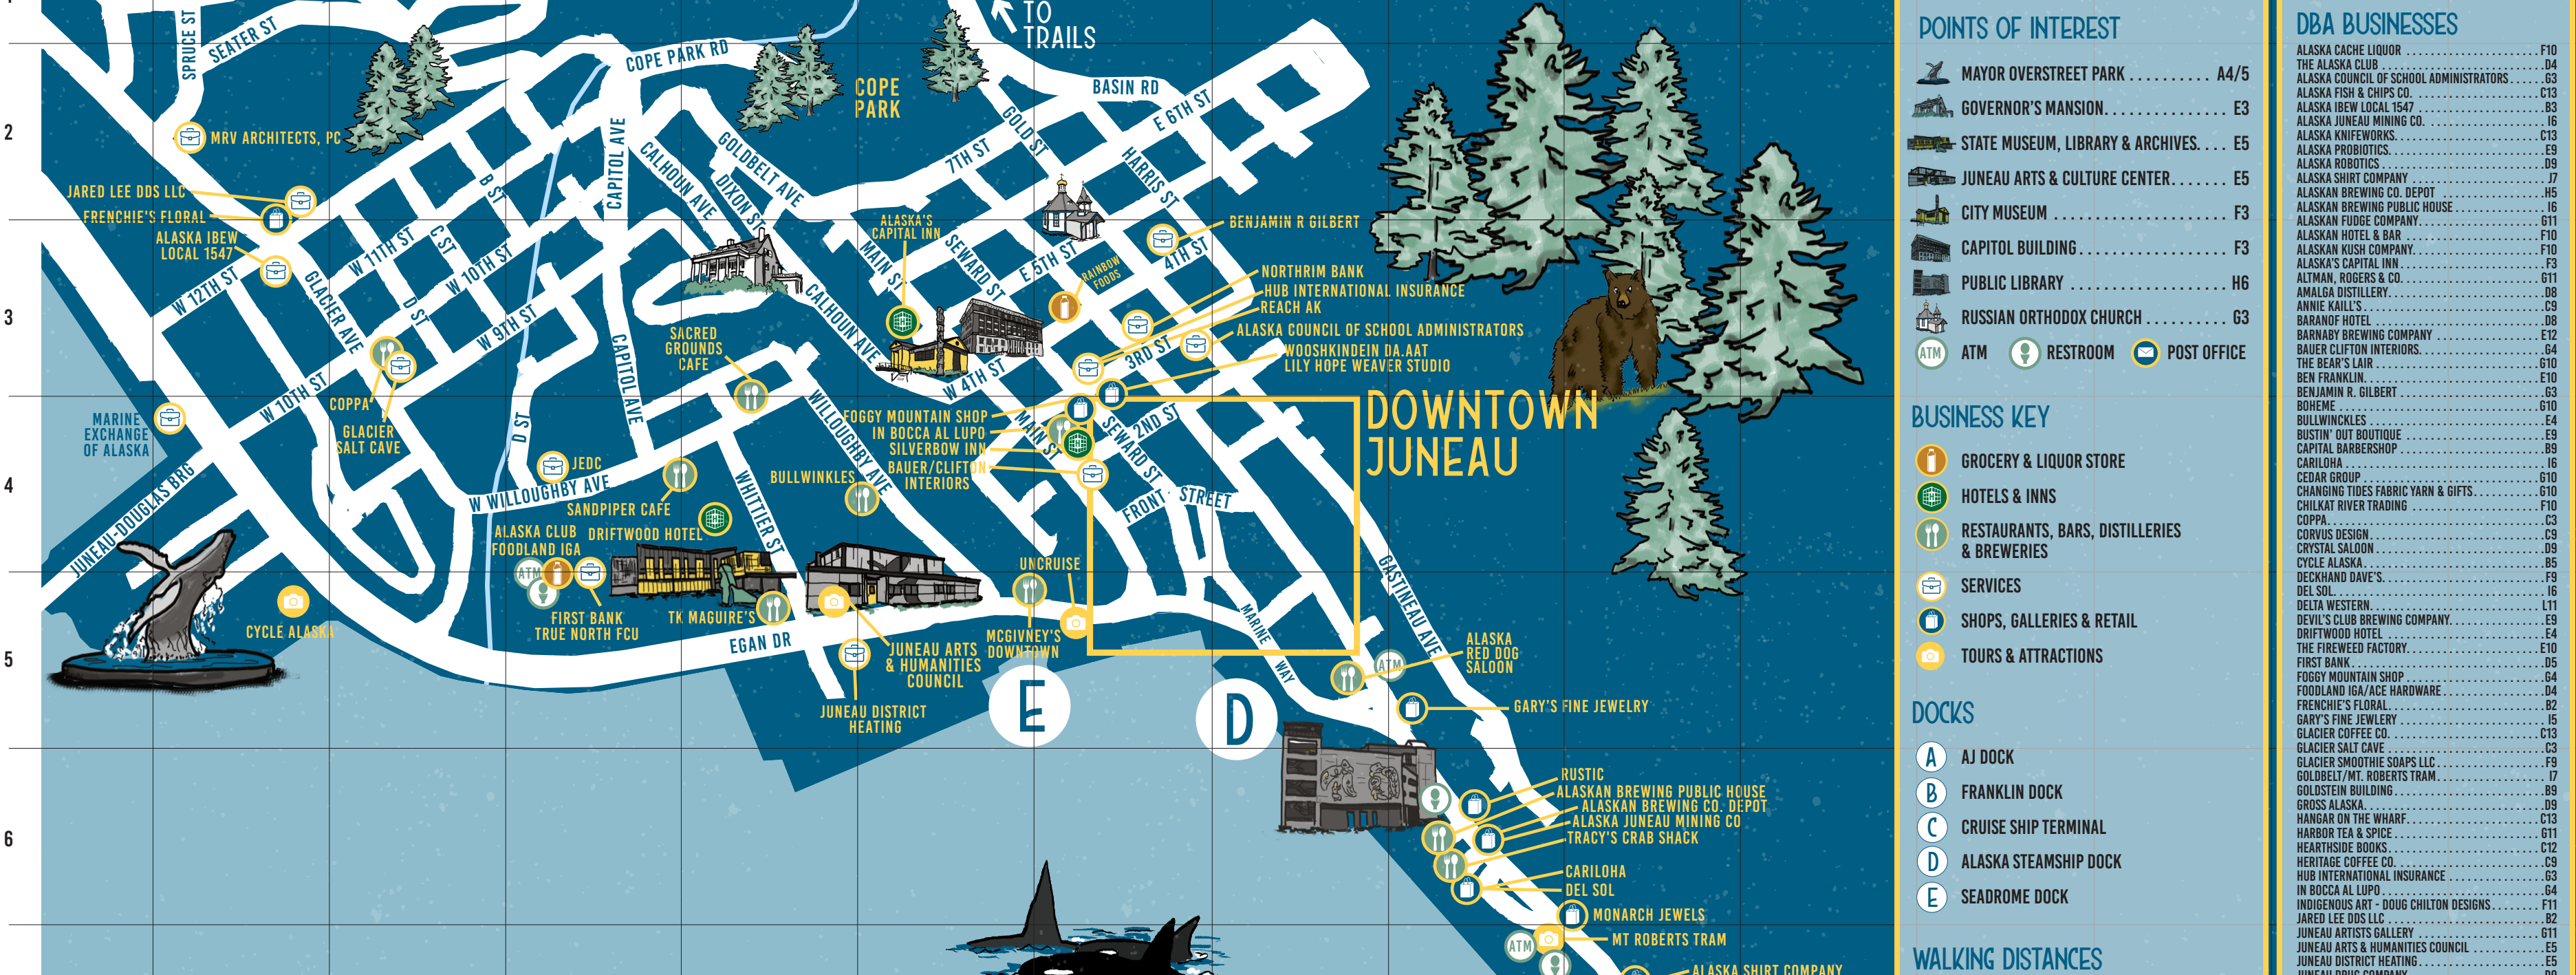 TO
TRAILS
SPRUCE ST
SEATER ST
COPE PARK RD
COPE
PARK
BASIN RD
E 6TH ST
GOLD ST
7TH ST
HARRIS ST
2
MRV ARCHITECTS, PC
CAPITOL AVE
CALHOUN AVE
GOLDBELT AVE
DIXON ST
B ST
JARED LEE DDS LLC
FRENCHIE'S FLORAL
ALASKA IBEW
LOCAL 1547
W 12TH ST
W 11TH ST
C ST
W 10TH ST
GLACIER AVE
D ST
W 9TH ST
ALASKA'S
CAPITAL INN
MAIN ST
SEWARD ST
E 5TH ST
RAINBOW
FOODS
4TH ST
BENJAMIN R GILBERT
NORTHRIM BANK
HUB INTERNATIONAL INSURANCE
REACH AK
ALASKA COUNCIL OF SCHOOL ADMINISTRATORS
WOOSHKINDEIN DA.AAT
LILY HOPE WEAVER STUDIO
3RD ST
3
CALHOUN AVE
CAPITOL AVE
SACRED
GROUNDS
CAFE
W 4TH ST
W 10TH ST
COPPA
GLACIER
SALT CAVE
MARINE
EXCHANGE
OF ALASKA
D ST
JEDC
W WILLOUGHBY AVE
WILLOUGHBY AVE
FOGGY MOUNTAIN SHOP
IN BOCCA AL LUPO
SILVERBOW INN
BAUER/CLIFTON
INTERIORS
MAIN ST
SEWARD ST
2ND ST
DOWNTOWN
JUNEAU
4
JUNEAU-DOUGLAS BRG
BULLWINKLES
WHITTIER ST
SANDPIPER CAFE
FRONT STREET
ALASKA CLUB
FOODLAND IGA
DRIFTWOOD HOTEL
ATM
UNCRUISE
GASTINEAU AVE
CYCLE ALASKA
FIRST BANK
TRUE NORTH FCU
TK MAGUIRE'S
EGAN DR
JUNEAU ARTS
& HUMANITIES
COUNCIL
MCGIVNEY'S
DOWNTOWN
MARINE WAY
ATM
ALASKA
RED DOG
SALOON
5
JUNEAU DISTRICT
HEATING
E
D
GARY'S FINE JEWELRY
RUSTIC
ALASKAN BREWING PUBLIC HOUSE
ALASKAN BREWING CO. DEPOT
ALASKA JUNEAU MINING CO
TRACY'S CRAB SHACK
6
CARILOHA
DEL SOL
MONARCH JEWELS
ATM
MT ROBERTS TRAM
ALASKA SHIRT COMPANY
POINTS OF INTEREST
MAYOR OVERSTREET PARK .......... A4/5
GOVERNOR'S MANSION............... E3
STATE MUSEUM, LIBRARY & ARCHIVES.... E5
JUNEAU ARTS & CULTURE CENTER....... E5
CITY MUSEUM ..................... F3
CAPITOL BUILDING.................. F3
PUBLIC LIBRARY ................... H6
RUSSIAN ORTHODOX CHURCH ......... G3
ATM ATM RESTROOM POST OFFICE
BUSINESS KEY
GROCERY & LIQUOR STORE
HOTELS & INNS
RESTAURANTS, BARS, DISTILLERIES
& BREWERIES
SERVICES
SHOPS, GALLERIES & RETAIL
TOURS & ATTRACTIONS
DOCKS
A AJ DOCK
B FRANKLIN DOCK
C CRUISE SHIP TERMINAL
D ALASKA STEAMSHIP DOCK
E SEADROME DOCK
WALKING DISTANCES
DBA BUSINESSES
ALASKA CACHE LIQUOR ........ F10
THE ALASKA CLUB ........ D4
ALASKA COUNCIL OF SCHOOL ADMINISTRATORS...... G3
ALASKA FISH & CHIPS CO. ........ C13
ALASKA IBEW LOCAL 1547 ........ B3
ALASKA JUNEAU MINING CO. ........ I6
ALASKA KNIFEWORKS. ........ C13
ALASKA PROBIOTICS. ........ E9
ALASKA ROBOTICS ........ D9
ALASKA SHIRT COMPANY ........ J7
ALASKAN BREWING CO. DEPOT ........ H5
ALASKAN BREWING PUBLIC HOUSE ........ I6
ALASKAN FUDGE COMPANY. ........ G11
ALASKAN HOTEL & BAR ........ F10
ALASKAN KUSH COMPANY. ........ F10
ALASKA'S CAPITAL INN ........ F3
ALTMAN, ROGERS & CO. ........ G11
AMALGA DISTILLERY. ........ D8
ANNIE KAILL'S ........ C9
BARANOF HOTEL ........ D8
BARNABY BREWING COMPANY ........ E12
BAUER CLIFTON INTERIORS. ........ G4
THE BEAR'S LAIR ........ G10
BEN FRANKLIN. ........ E10
BENJAMIN R. GILBERT ........ G3
BOHEME ........ G10
BULLWINKLES ........ E4
BUSTIN' OUT BOUTIQUE ........ E9
CAPITAL BARBERSHOP ........ B9
CARILOHA ........ I6
CEDAR GROUP ........ G10
CHANGING TIDES FABRIC YARN & GIFTS. ........ G10
CHILKAT RIVER TRADING ........ F10
COPPA. ........ C3
CORVUS DESIGN. ........ C9
CRYSTAL SALOON. ........ D9
CYCLE ALASKA ........ B5
DECKHAND DAVE'S. ........ F9
DEL SOL. ........ I6
DELTA WESTERN. ........ L11
DEVIL'S CLUB BREWING COMPANY. ........ E9
DRIFTWOOD HOTEL ........ E4
THE FIREWEED FACTORY. ........ E10
FIRST BANK ........ D5
FOGGY MOUNTAIN SHOP ........ G4
FOODLAND IGA/ACE HARDWARE ........ D4
FRENCHIE'S FLORAL. ........ B2
GARY'S FINE JEWLERY ........ I5
GLACIER COFFEE CO. ........ C13
GLACIER SALT CAVE ........ C3
GLACIER SMOOTHIE SOAPS LLC ........ F9
GOLDBELT/MT. ROBERTS TRAM. ........ I7
GOLDSTEIN BUILDING ........ B9
GROSS ALASKA. ........ D9
HANGAR ON THE WHARF. ........ C13
HARBOR TEA & SPICE ........ G11
HEARTHSIDE BOOKS. ........ C12
HERITAGE COFFEE CO. ........ C9
HUB INTERNATIONAL INSURANCE ........ G3
IN BOCCA AL LUPO ........ G4
INDIGENOUS ART - DOUG CHILTON DESIGNS ........ F11
JARED LEE DDS LLC ........ B2
JUNEAU ARTISTS GALLERY ........ G11
JUNEAU ARTS & HUMANITIES COUNCIL ........ E5
JUNEAU DISTRICT HEATING ........ E5